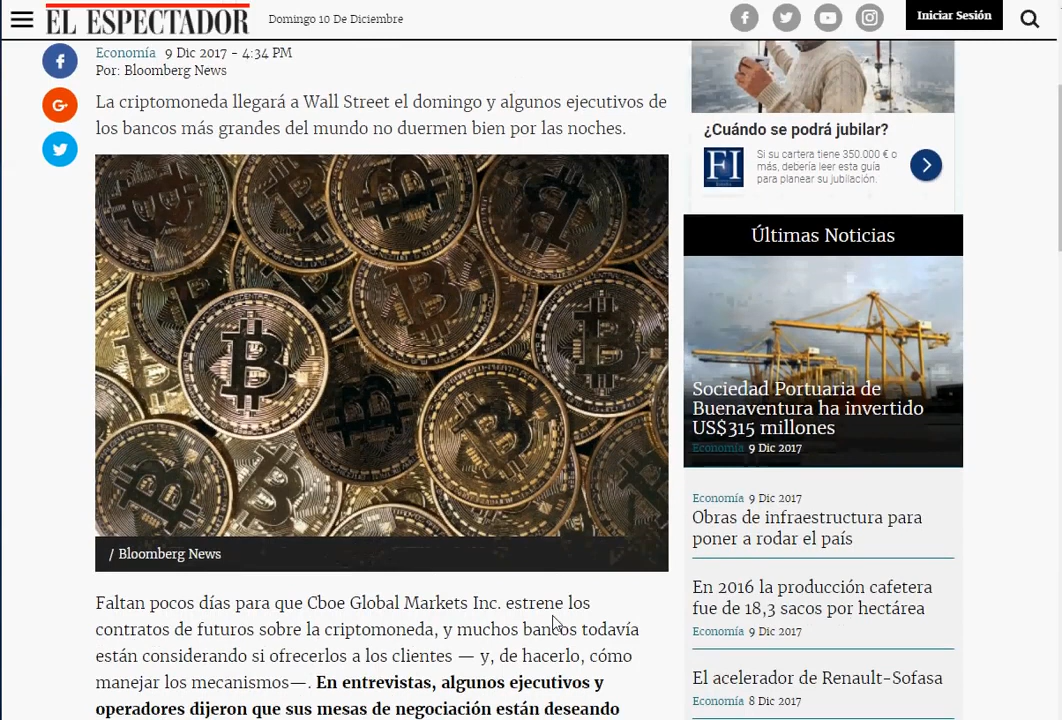 EL ESPECTADOR
Domingo 10 De Diciembre
Iniciar Sesión
Economía 9 Dic 2017 - 4:34 PM
Por: Bloomberg News
La criptomoneda llegará a Wall Street el domingo y algunos ejecutivos de
los bancos más grandes del mundo no duermen bien por las noches.
/ Bloomberg News
Faltan pocos días para que Cboe Global Markets Inc. estrene los
contratos de futuros sobre la criptomoneda, y muchos bancos todavía
están considerando si ofrecerlos a los clientes — y, de hacerlo, cómo
manejar los mecanismos—. En entrevistas, algunos ejecutivos y
operadores dijeron que sus mesas de negociación están deseando
¿Cuándo se podrá jubilar?
FI
Si su cartera tiene 350.000 € o
más, debería leer esta guía
para planear su jubilación.
Últimas Noticias
Sociedad Portuaria de
Buenaventura ha invertido
US$315 millones
Economía 9 Dic 2017
Economía 9 Dic 2017
Obras de infraestructura para
poner a rodar el país
En 2016 la producción cafetera
fue de 18,3 sacos por hectárea
Economía 9 Dic 2017
El acelerador de Renault-Sofasa
Economía 8 Dic 2017